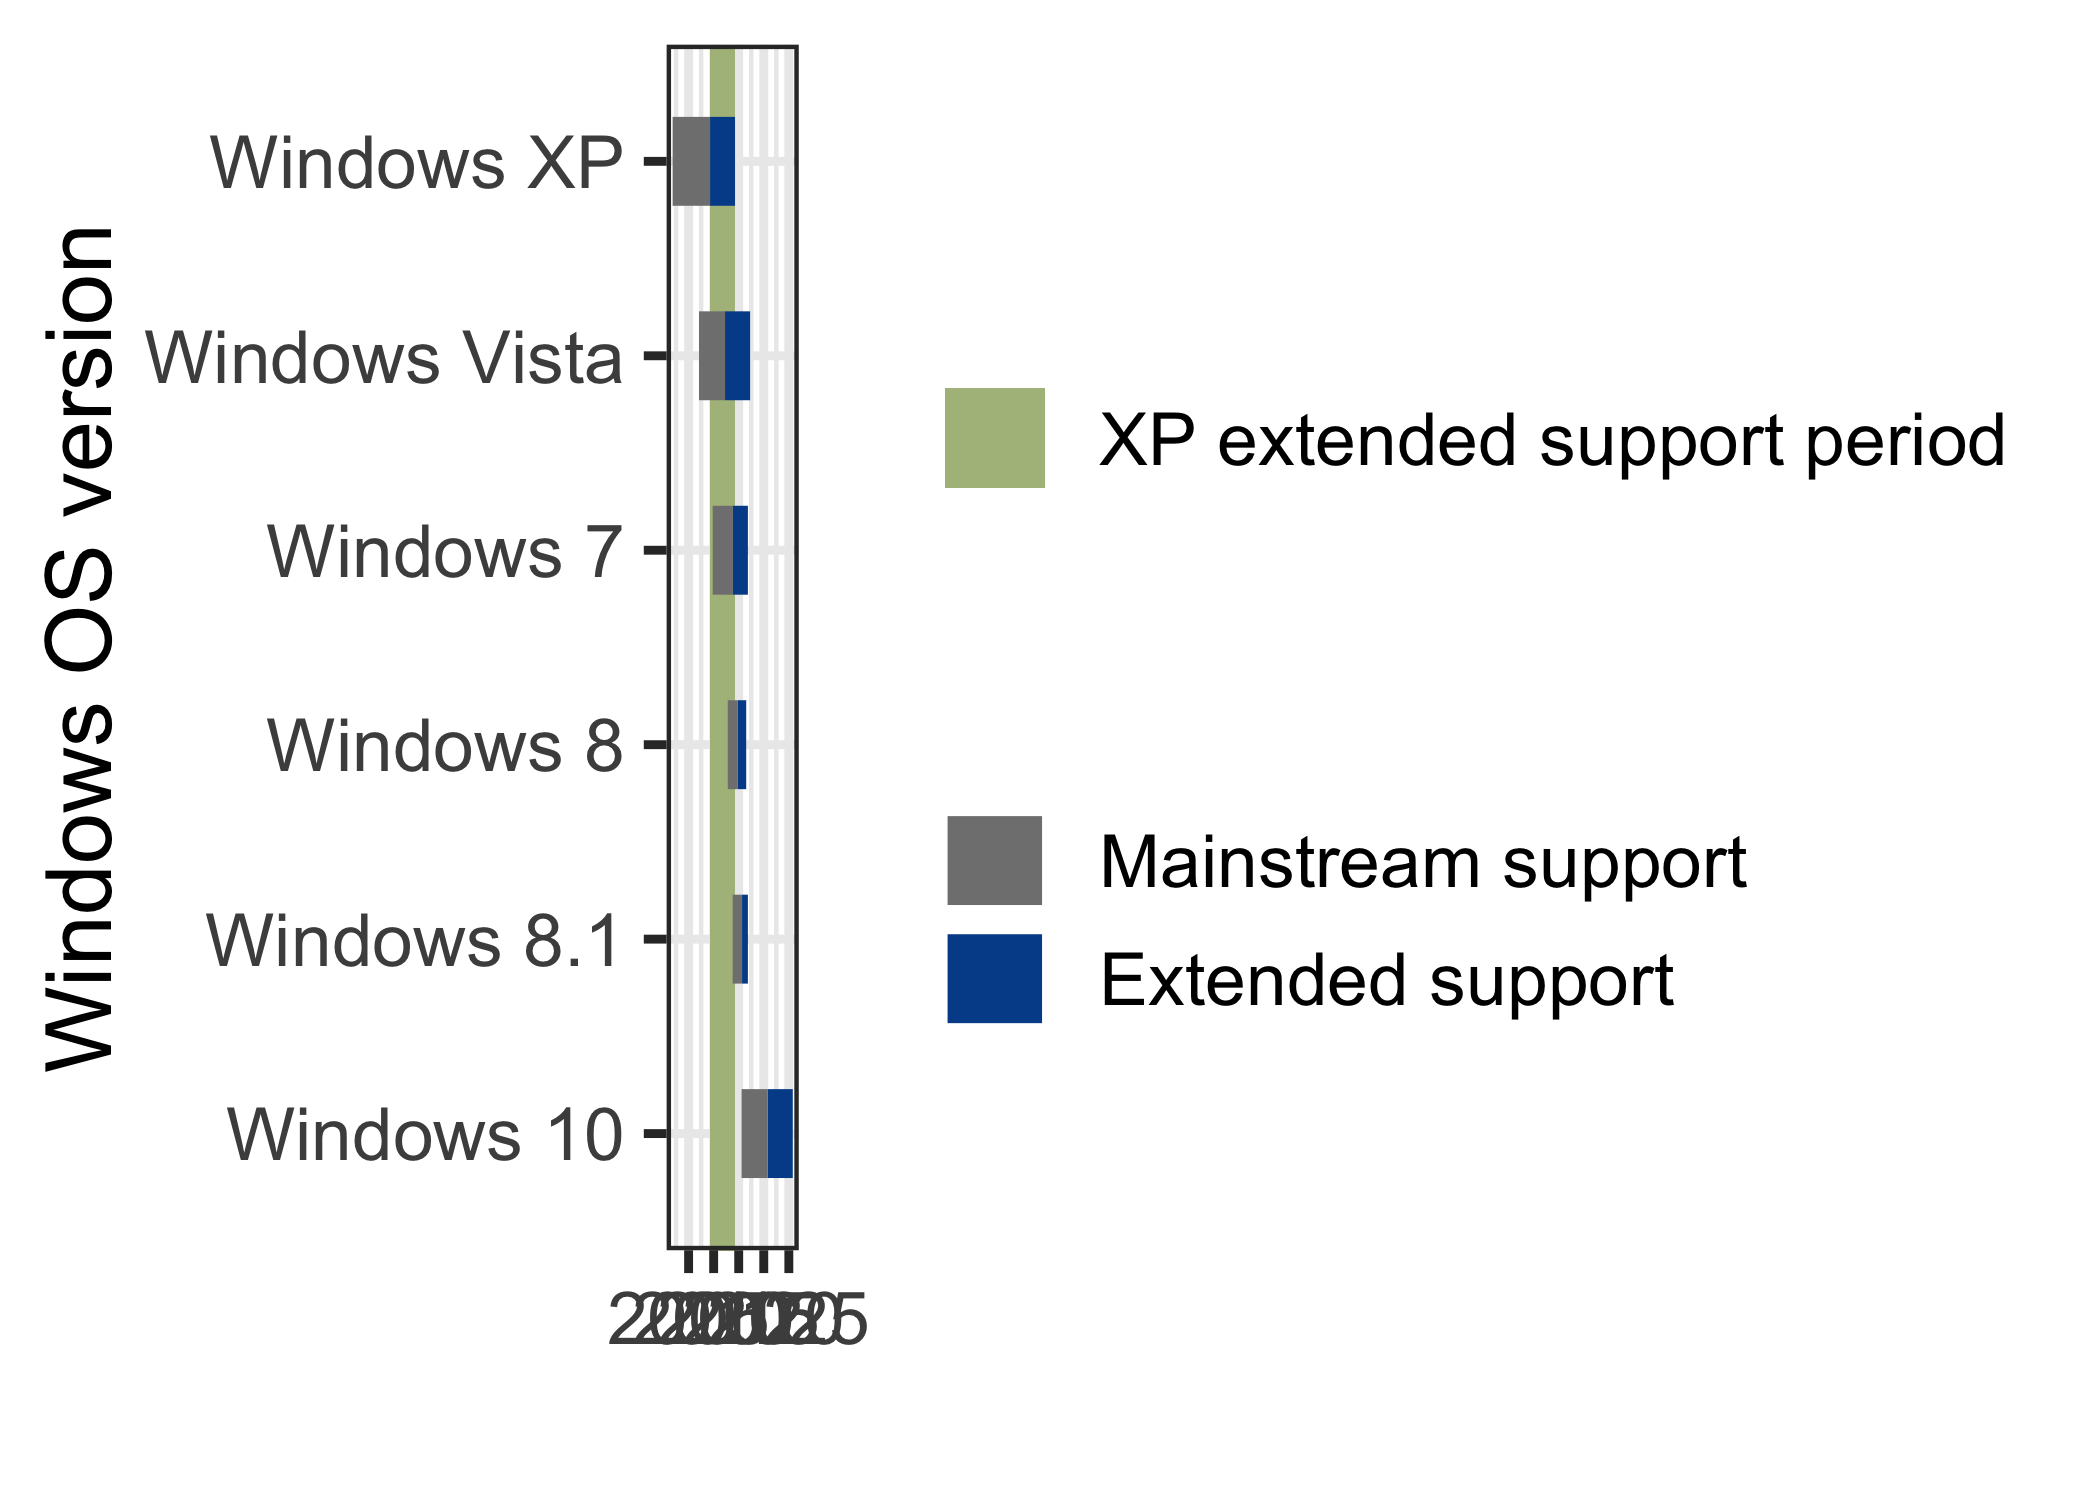 Windows OS version
Windows XP
Windows Vista
Windows 7
Windows 8
Windows 8.1
Windows 10
XP extended support period
Mainstream support
Extended support